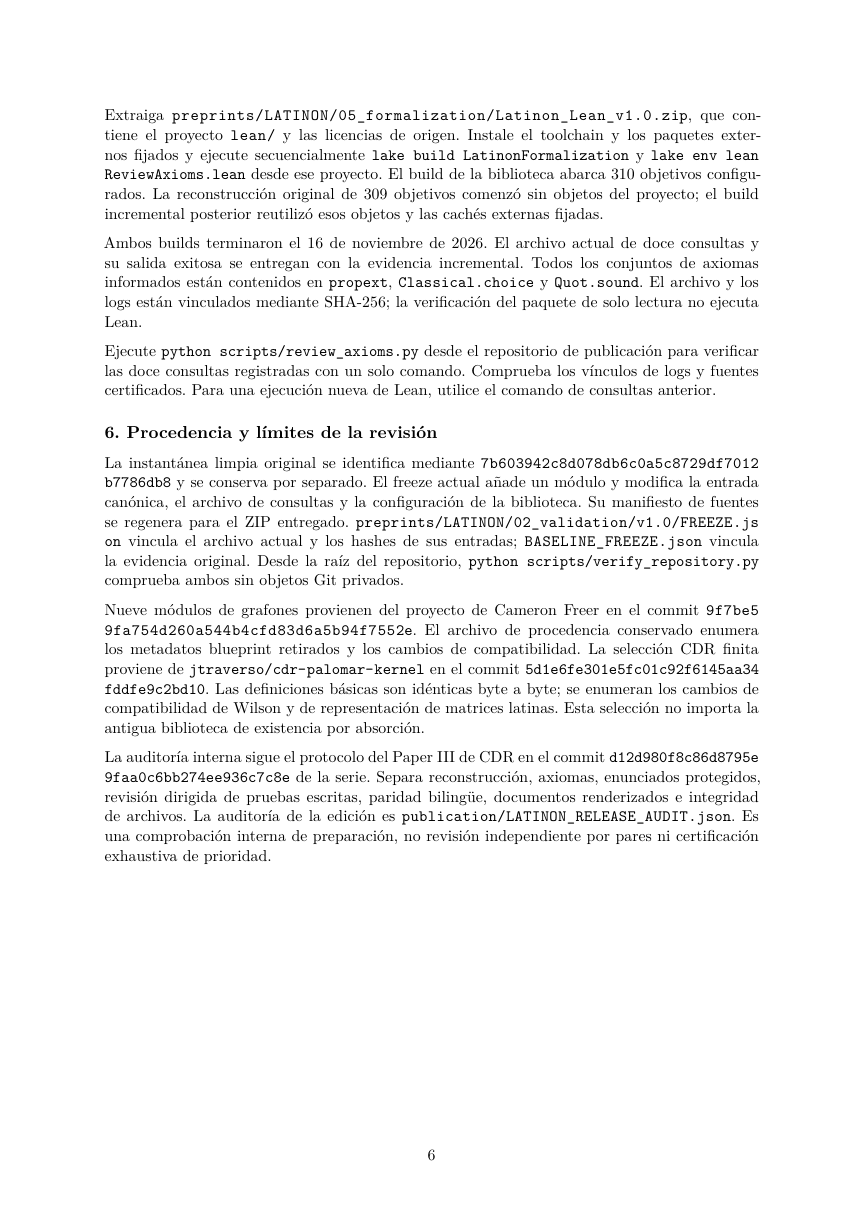 Extraiga preprints/LATINON/05_formalization/Latinon_Lean_v1.0.zip, que con-
tiene el proyecto lean/ y las licencias de origen. Instale el toolchain y los paquetes exter-
nos fijados y ejecute secuencialmente lake build LatinonFormalization y lake env lean
ReviewAxioms.lean desde ese proyecto. El build de la biblioteca abarca 310 objetivos configu-
rados. La reconstrucción original de 309 objetivos comenzó sin objetos del proyecto; el build
incremental posterior reutilizó esos objetos y las cachés externas fijadas.
Ambos builds terminaron el 16 de noviembre de 2026. El archivo actual de doce consultas y
su salida exitosa se entregan con la evidencia incremental. Todos los conjuntos de axiomas
informados están contenidos en propext, Classical.choice y Quot.sound. El archivo y los
logs están vinculados mediante SHA-256; la verificación del paquete de solo lectura no ejecuta
Lean.
Ejecute python scripts/review_axioms.py desde el repositorio de publicación para verificar
las doce consultas registradas con un solo comando. Comprueba los vínculos de logs y fuentes
certificados. Para una ejecución nueva de Lean, utilice el comando de consultas anterior.
6. Procedencia y límites de la revisión
La instantánea limpia original se identifica mediante 7b603942c8d078db6c0a5c8729df7012
b7786db8 y se conserva por separado. El freeze actual añade un módulo y modifica la entrada
canónica, el archivo de consultas y la configuración de la biblioteca. Su manifiesto de fuentes
se regenera para el ZIP entregado. preprints/LATINON/02_validation/v1.0/FREEZE.js
on vincula el archivo actual y los hashes de sus entradas; BASELINE_FREEZE.json vincula
la evidencia original. Desde la raíz del repositorio, python scripts/verify_repository.py
comprueba ambos sin objetos Git privados.
Nueve módulos de grafones provienen del proyecto de Cameron Freer en el commit 9f7be5
9fa754d260a544b4cfd83d6a5b94f7552e. El archivo de procedencia conservado enumera
los metadatos blueprint retirados y los cambios de compatibilidad. La selección CDR finita
proviene de jtraverso/cdr-palomar-kernel en el commit 5d1e6fe301e5fc01c92f6145aa34
fddfe9c2bd10. Las definiciones básicas son idénticas byte a byte; se enumeran los cambios de
compatibilidad de Wilson y de representación de matrices latinas. Esta selección no importa la
antigua biblioteca de existencia por absorción.
La auditoría interna sigue el protocolo del Paper III de CDR en el commit d12d980f8c86d8795e
9faa0c6bb274ee936c7c8e de la serie. Separa reconstrucción, axiomas, enunciados protegidos,
revisión dirigida de pruebas escritas, paridad bilingüe, documentos renderizados e integridad
de archivos. La auditoría de la edición es publication/LATINON_RELEASE_AUDIT.json. Es
una comprobación interna de preparación, no revisión independiente por pares ni certificación
exhaustiva de prioridad.
6